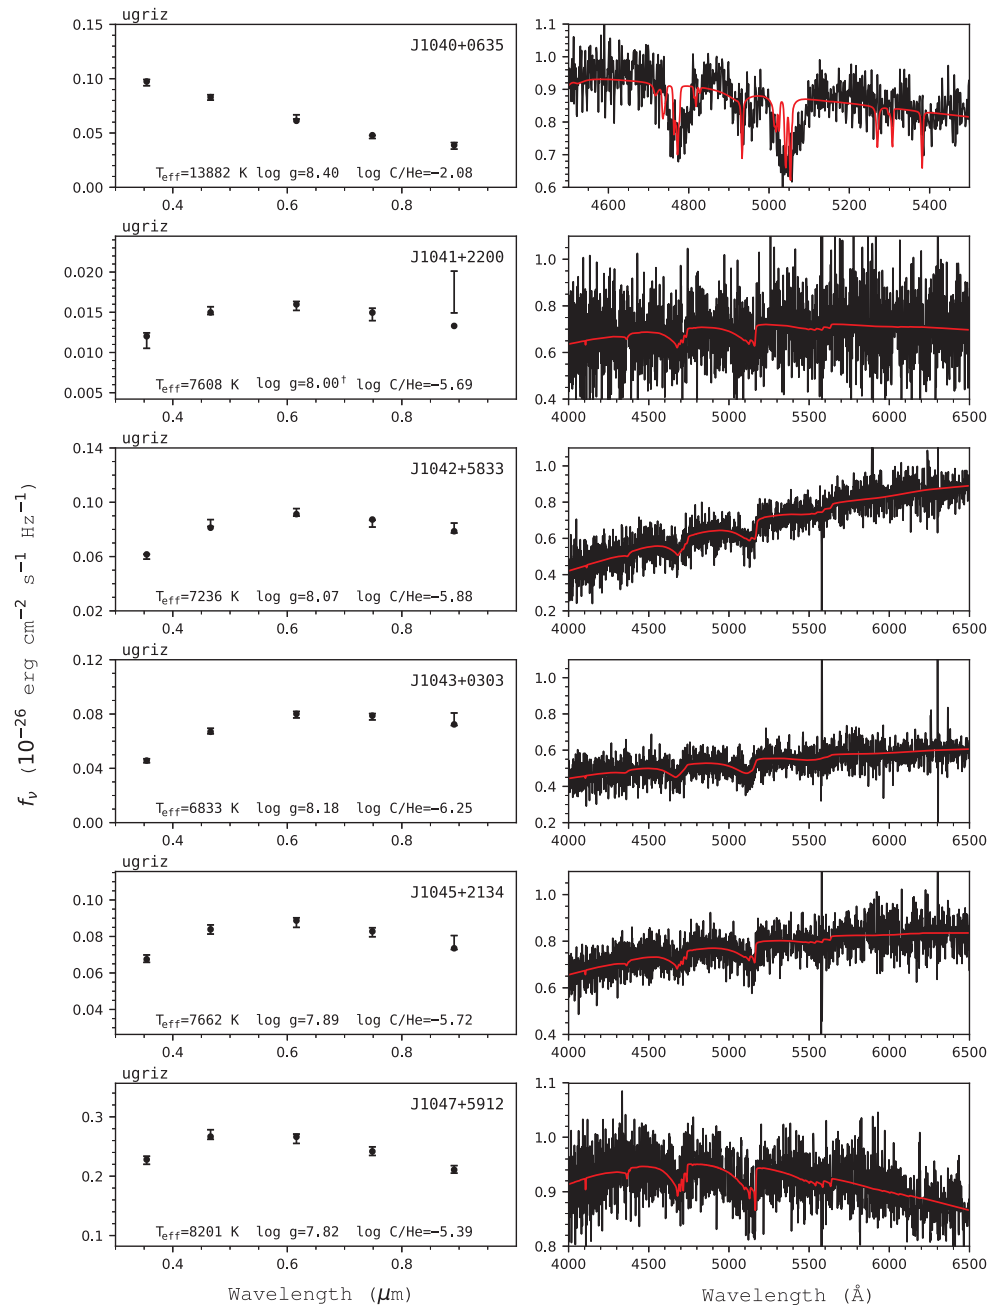 ugriz
J1040+0635
0.15
0.10
0.05
0.00
T_eff=13882 K log g=8.40 log C/He=−2.08
0.4 0.6 0.8
1.1
1.0
0.9
0.8
0.7
0.6
4600 4800 5000 5200 5400
ugriz
J1041+2200
0.020
0.015
0.010
0.005
T_eff=7608 K log g=8.00† log C/He=−5.69
0.4 0.6 0.8
1.0
0.8
0.6
0.4
4000 4500 5000 5500 6000 6500
ugriz
J1042+5833
0.14
0.10
0.06
0.02
T_eff=7236 K log g=8.07 log C/He=−5.88
0.4 0.6 0.8
1.0
0.8
0.6
0.4
0.2
4000 4500 5000 5500 6000 6500
ugriz
J1043+0303
0.12
0.08
0.04
0.00
T_eff=6833 K log g=8.18 log C/He=−6.25
0.4 0.6 0.8
1.0
0.8
0.6
0.4
0.2
4000 4500 5000 5500 6000 6500
ugriz
J1045+2134
0.10
0.08
0.06
0.04
T_eff=7662 K log g=7.89 log C/He=−5.72
0.4 0.6 0.8
1.0
0.8
0.6
0.4
4000 4500 5000 5500 6000 6500
ugriz
J1047+5912
0.3
0.2
0.1
T_eff=8201 K log g=7.82 log C/He=−5.39
0.4 0.6 0.8
1.1
1.0
0.9
0.8
4000 4500 5000 5500 6000 6500
f_ν (10⁻²⁶ erg cm⁻² s⁻¹ Hz⁻¹)
Wavelength (μm)
Wavelength (Å)